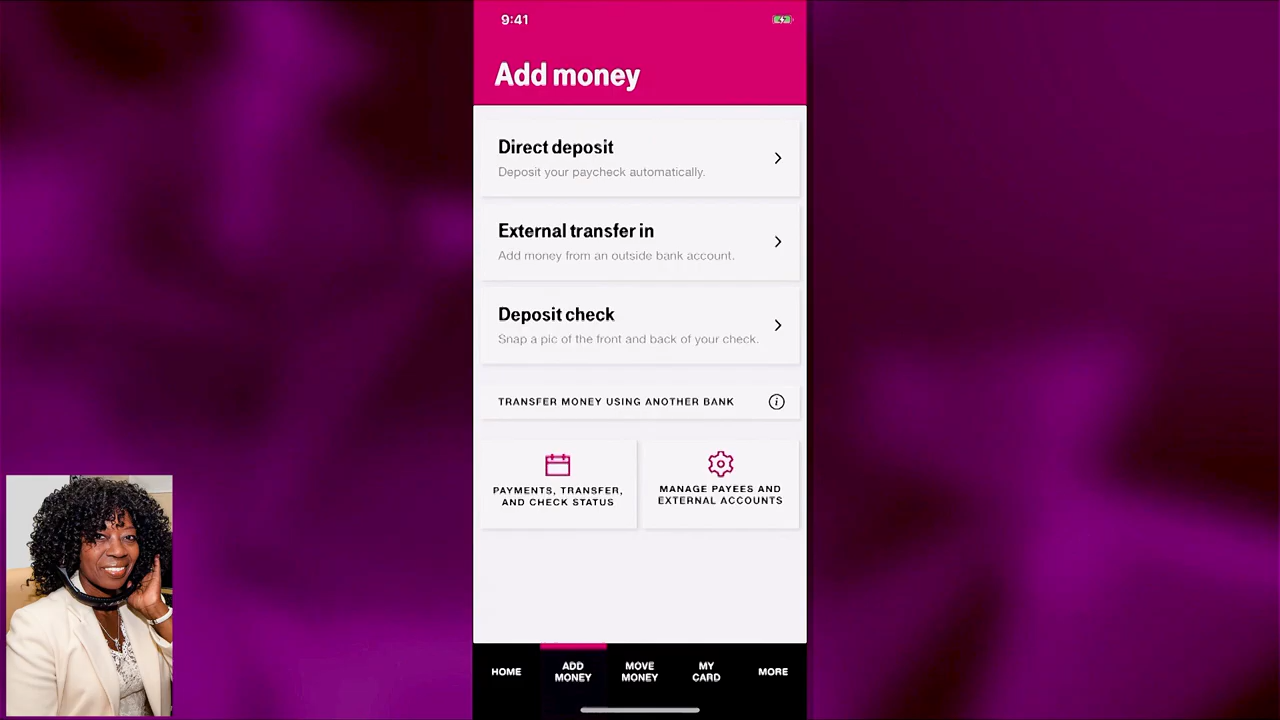 9:41
Add money
Direct deposit
Deposit your paycheck automatically.
External transfer in
Add money from an outside bank account.
Deposit check
Snap a pic of the front and back of your check.
TRANSFER MONEY USING ANOTHER BANK
PAYMENTS, TRANSFER,
AND CHECK STATUS
MANAGE PAYEES AND
EXTERNAL ACCOUNTS
HOME
ADD
MONEY
MOVE
MONEY
MY
CARD
MORE